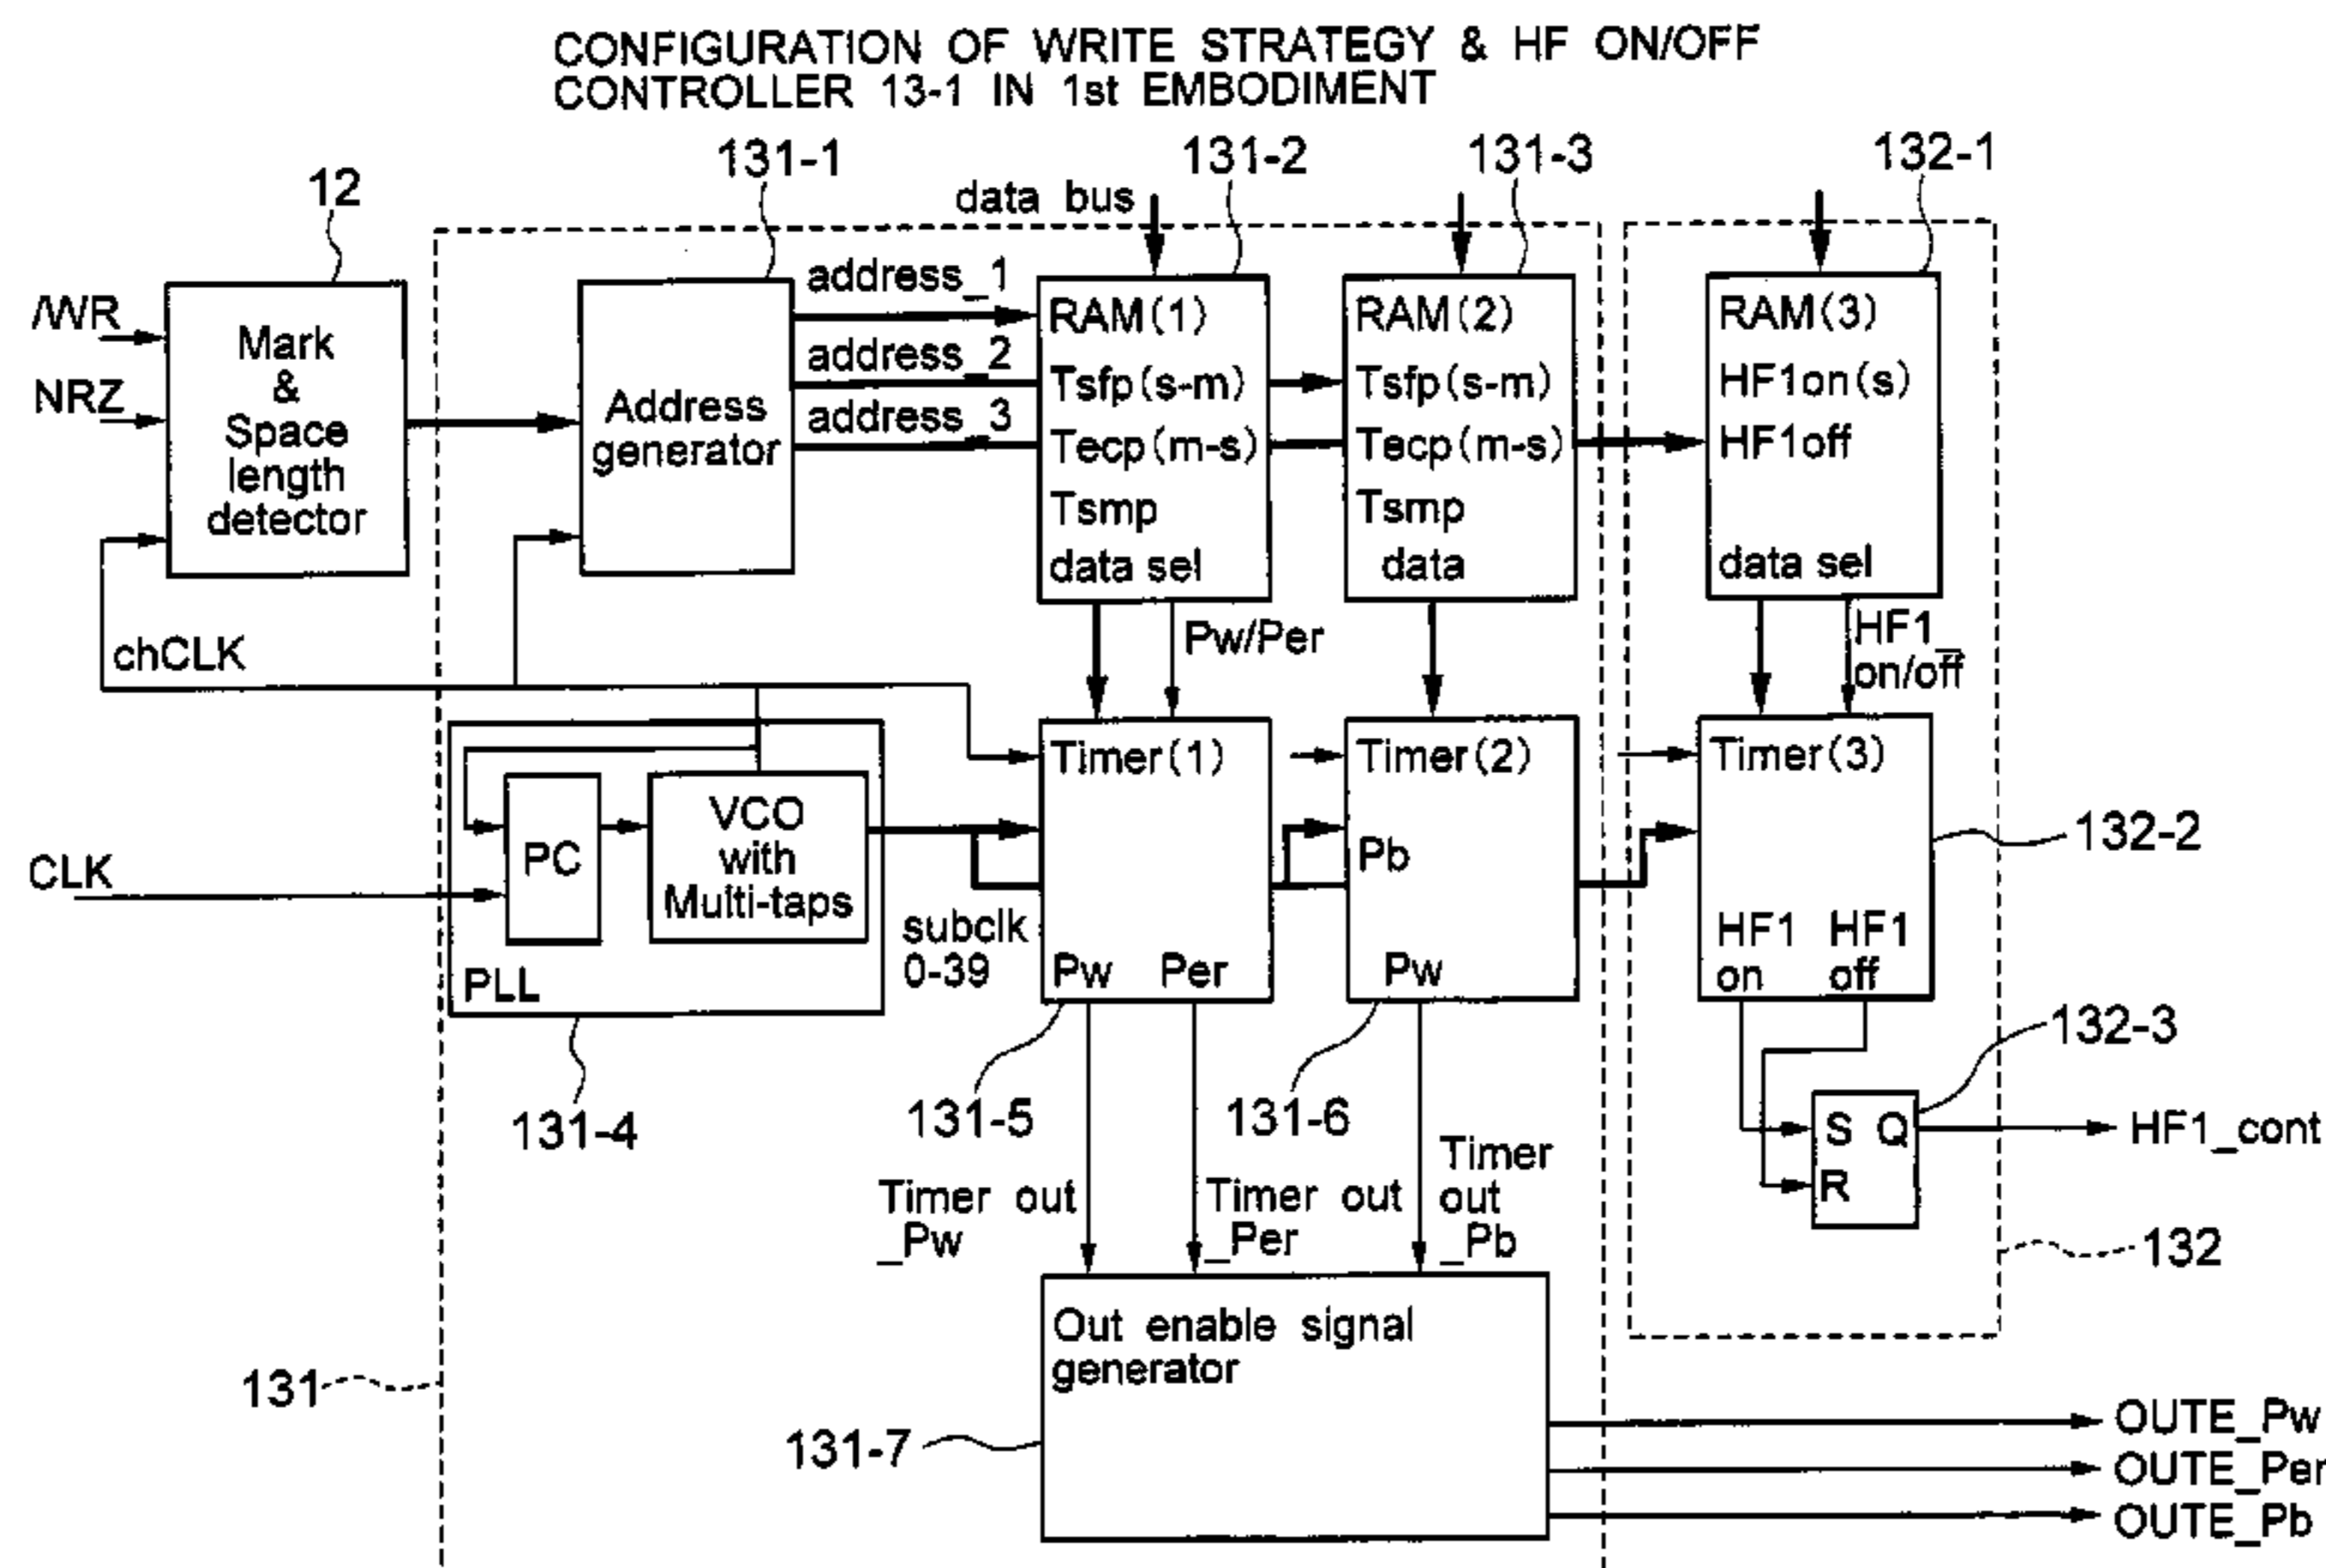 CONFIGURATION OF WRITE STRATEGY & HF ON/OFF
CONTROLLER 13-1 IN 1st EMBODIMENT
12
131-1
131-2
131-3
132-1
data bus
/WR
NRZ
Mark
&
Space
length
detector
Address
generator
address_1
address_2
address_3
RAM(1)
Tsfp(s-m)
Tecp(m-s)
Tsmp
data sel
RAM(2)
Tsfp(s-m)
Tecp(m-s)
Tsmp
data
RAM(3)
HF1on(s)
HF1off
data sel
chCLK
Pw/Per
HF1_
on/off
CLK
PC
VCO
with
Multi-taps
PLL
subclk
0-39
Timer(1)
Pw Per
Timer(2)
Pb
Pw
Timer(3)
HF1 HF1
on off
132-2
132-3
131-4
131-5
131-6
S Q
R
HF1_cont
Timer out
_Pw
Timer out
_Per
Timer
out
_Pb
132
Out enable signal
generator
131
131-7
OUTE_Pw
OUTE_Per
OUTE_Pb